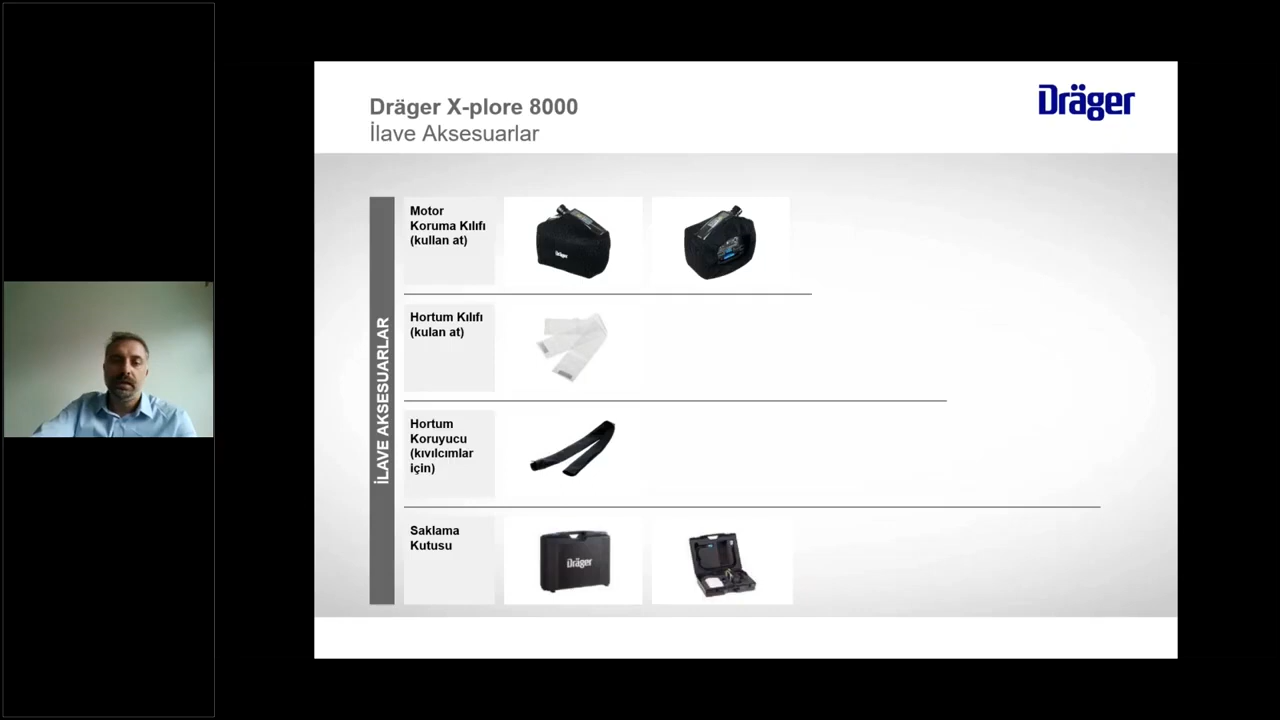 Dräger X-plore 8000
İlave Aksesuarlar
Dräger
İLAVE AKSESUARLAR
Motor
Koruma Kılıfı
(kullan at)
Dräger
Hortum Kılıfı
(kulan at)
Hortum
Koruyucu
(kıvılcımlar
için)
Saklama
Kutusu
Dräger